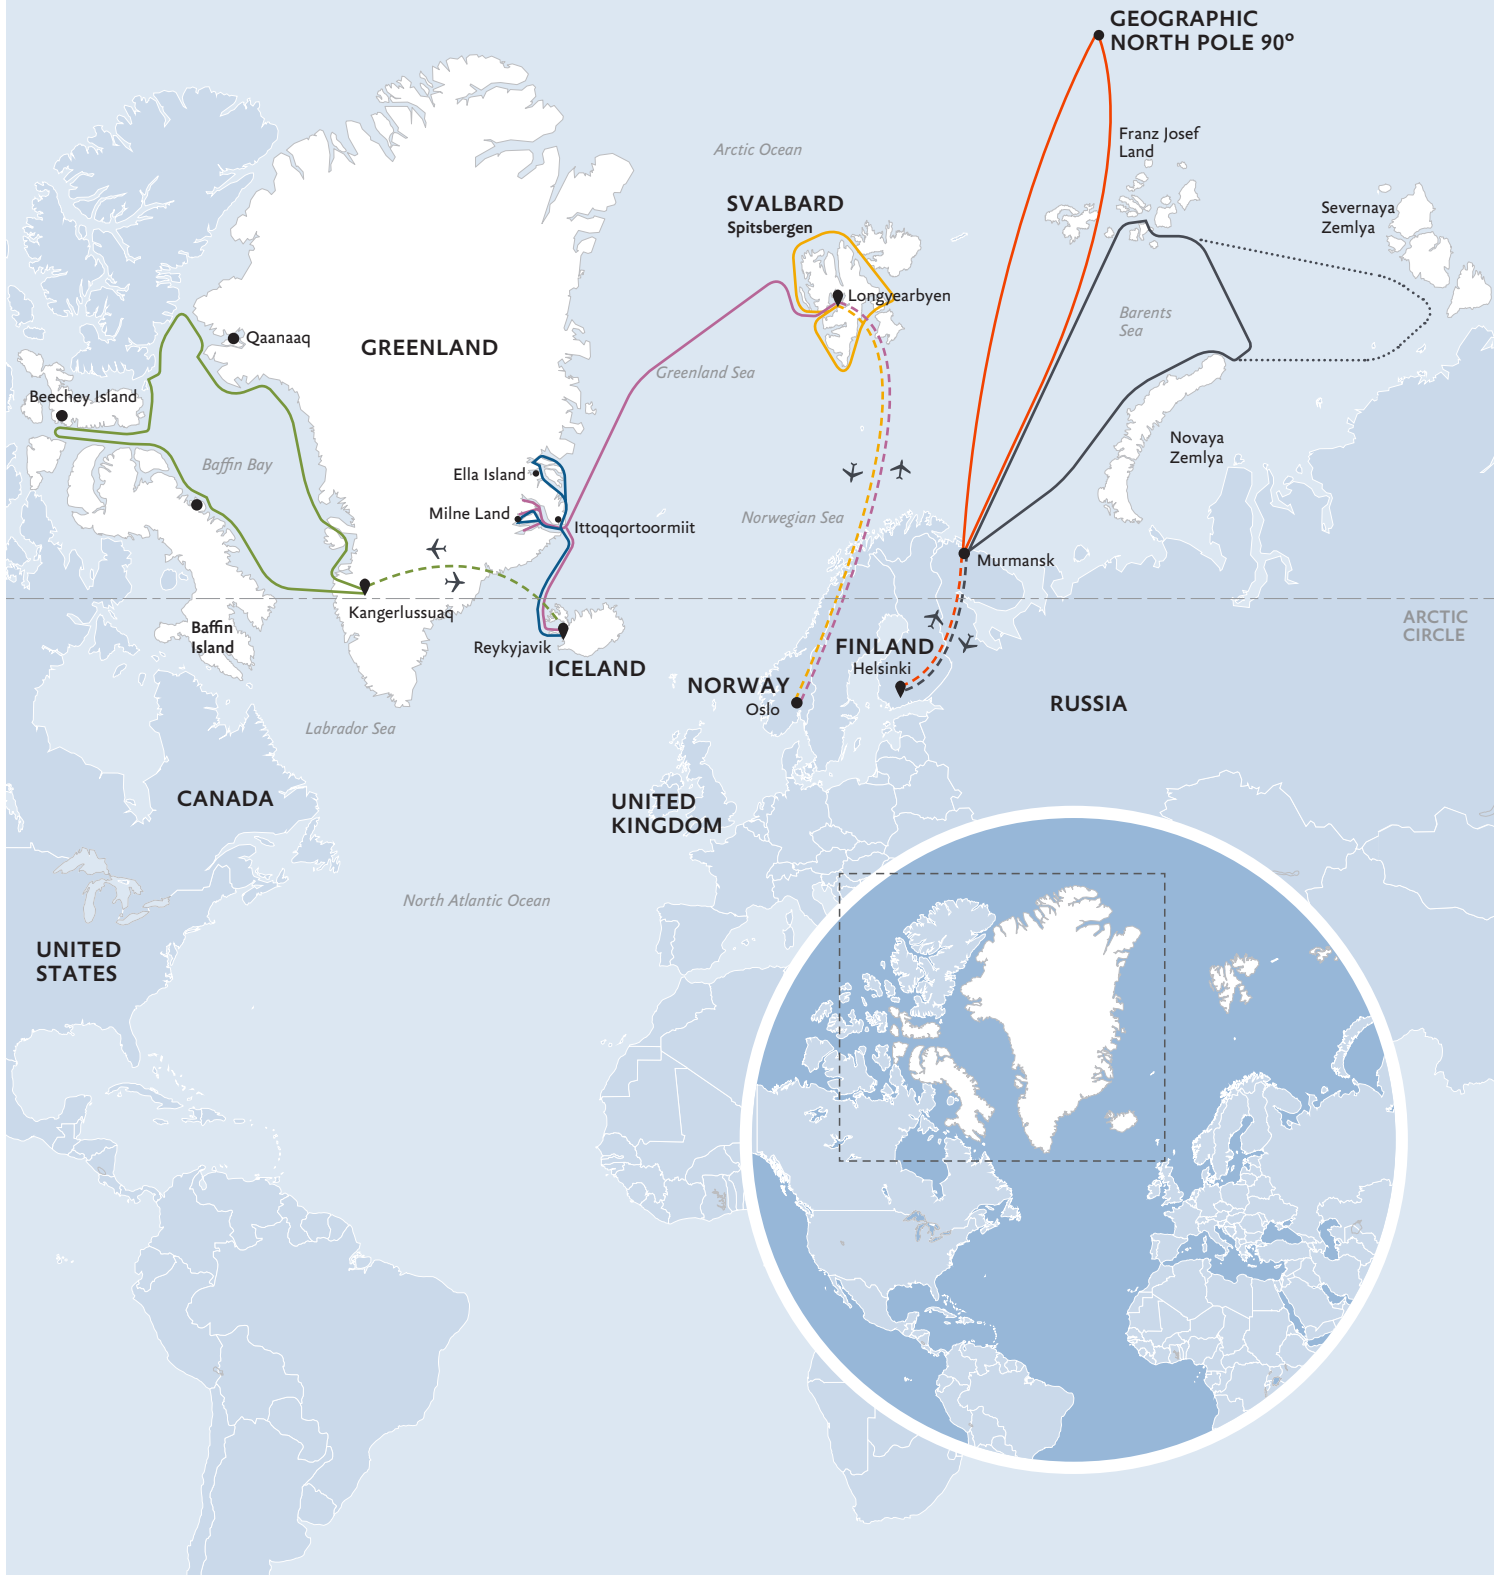 GEOGRAPHIC
NORTH POLE 90°
Franz Josef
Land
Arctic Ocean
SVALBARD
Spitsbergen
Severnaya
Zemlya
Longyearbyen
Barents
Sea
Qaanaaq
GREENLAND
Greenland Sea
Beechey Island
Novaya
Zemlya
Baffin Bay
Ella Island
Milne Land
Ittoqqortoormiit
Norwegian Sea
Murmansk
Kangerlussuaq
ARCTIC
CIRCLE
Baffin
Island
Reykyjavik
ICELAND
FINLAND
Helsinki
NORWAY
Oslo
RUSSIA
Labrador Sea
CANADA
UNITED
KINGDOM
North Atlantic Ocean
UNITED
STATES